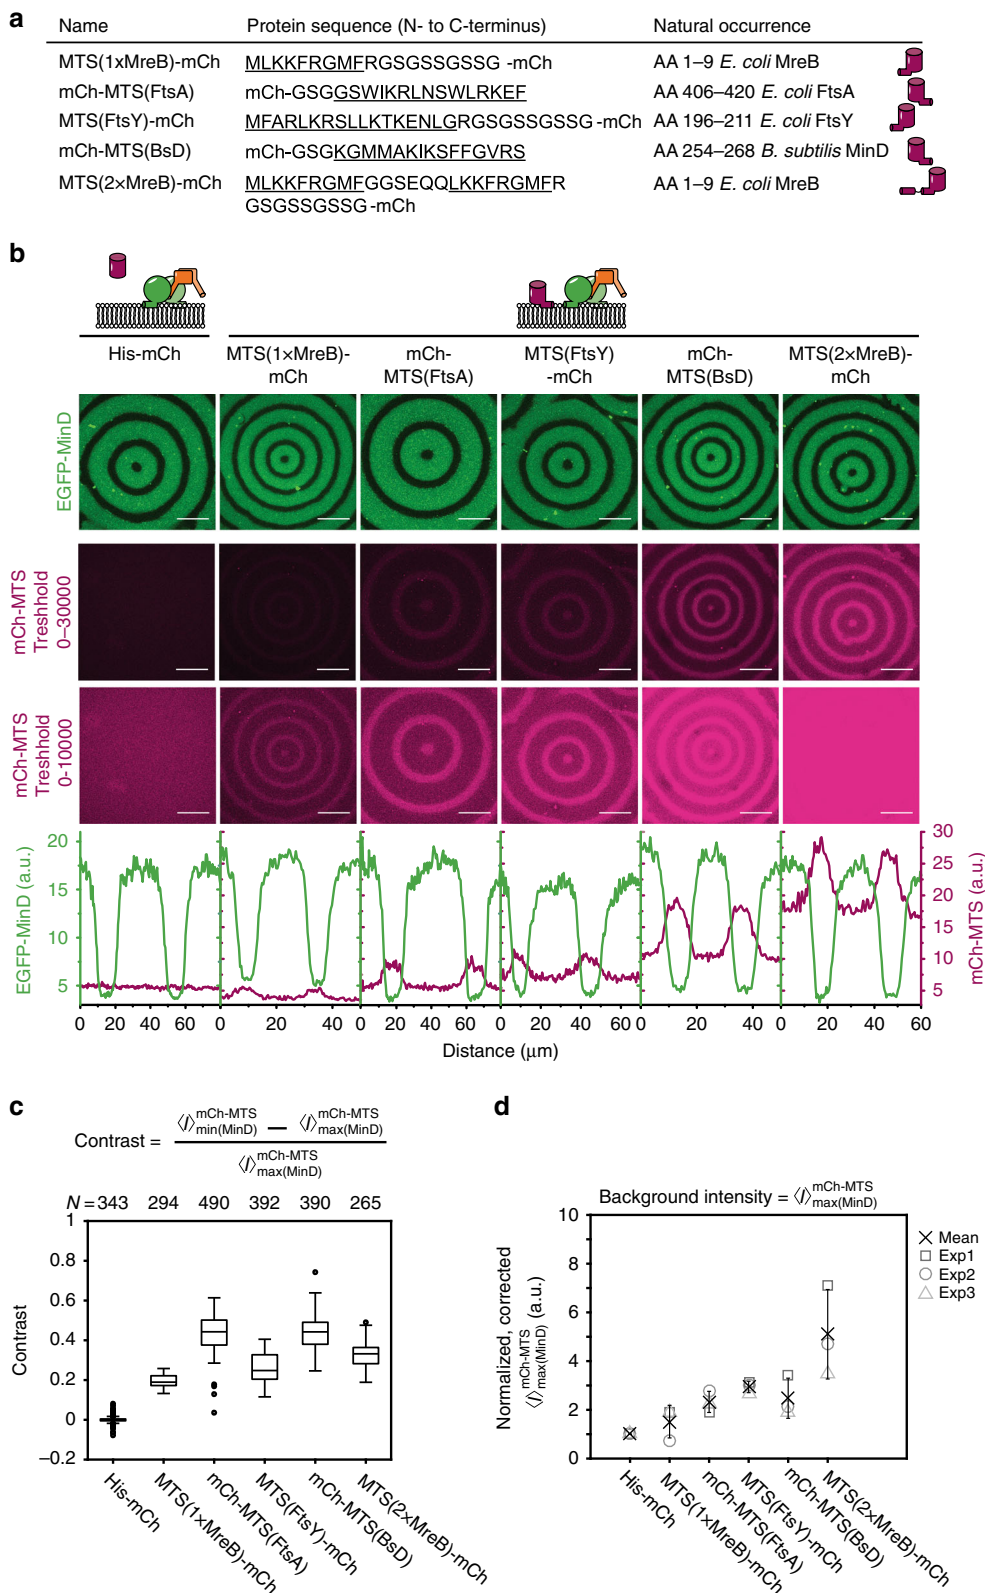 a
Name Protein sequence (N- to C-terminus) Natural occurrence
MTS(1xMreB)-mCh MLKKFRGMFRGSGSSGSSG -mCh AA 1–9 E. coli MreB
mCh-MTS(FtsA) mCh-GSGGSWIKRLNSWLRKEF AA 406–420 E. coli FtsA
MTS(FtsY)-mCh MFARLKRSLLKTKENLGRGSGSSGSSG -mCh AA 196–211 E. coli FtsY
mCh-MTS(BsD) mCh-GSGKGMMAKIKSFFGVRS AA 254–268 B. subtilis MinD
MTS(2×MreB)-mCh MLKKFRGMFGGSEQQLKKFRGMFR AA 1–9 E. coli MreB
GSGSSGSSG -mCh
b
His-mCh MTS(1×MreB)- mCh- MTS(FtsY) mCh- MTS(2×MreB)-
mCh MTS(FtsA) -mCh MTS(BsD) mCh
EGFP-MinD
mCh-MTS
Treshhold
0–30000
mCh-MTS
Treshhold
0-10000
EGFP-MinD (a.u.)
20
15
10
5
30
25
20
15
10
5
mCh-MTS (a.u.)
0 20 40 60 0 20 40 0 20 40 60 0 20 40 60 0 20 40 0 20 40 60
Distance (μm)
c
Contrast = ⟨I⟩ mCh-MTS min(MinD) — ⟨I⟩ mCh-MTS max(MinD)
⟨I⟩ mCh-MTS max(MinD)
N = 343 294 490 392 390 265
1
0.8
0.6
0.4
0.2
0
–0.2
Contrast
His-mCh
MTS(1×MreB)-mCh
mCh-MTS(FtsA)
MTS(FtsY)-mCh
mCh-MTS(BsD)
MTS(2×MreB)-mCh
d
Background intensity = ⟨I⟩ mCh-MTS max(MinD)
Normalized, corrected
⟨I⟩ mCh-MTS max(MinD) (a.u.)
10
8
6
4
2
0
Mean
Exp1
Exp2
Exp3
His-mCh
MTS(1×MreB)-mCh
mCh-MTS(FtsA)
MTS(FtsY)-mCh
mCh-MTS(BsD)
MTS(2×MreB)-mCh